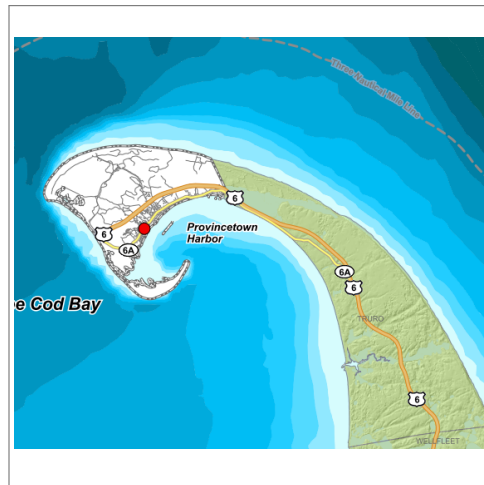 Three Nautical Mile Line
6
Provincetown
Harbor
6
6A
6A
6
e Cod Bay
TRURO
6
WELLFLEET